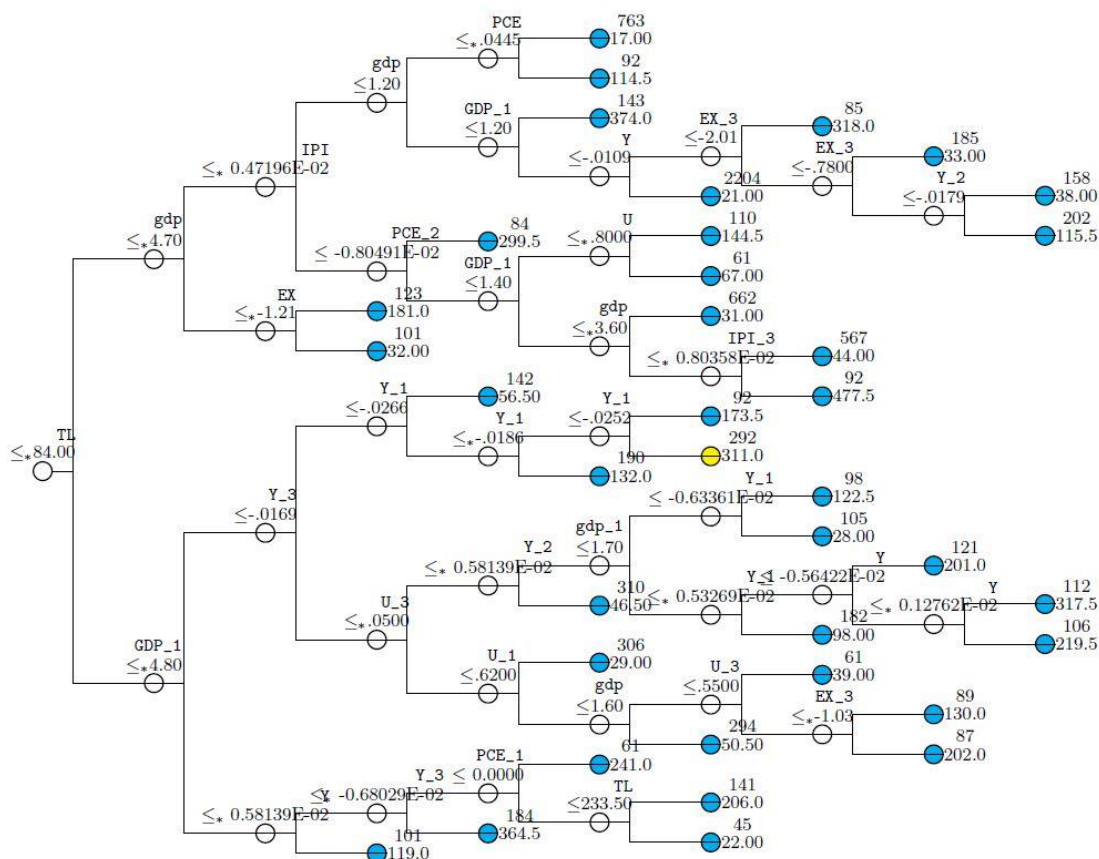 PCE
≤*.0445
763
17.00
92
114.5
gdp
≤1.20
GDP_1
≤1.20
143
374.0
Y
≤-.0109
EX_3
≤-2.01
85
318.0
EX_3
≤-.7800
185
33.00
Y_2
≤-.0179
158
38.00
202
115.5
2204
21.00
IPI
≤* 0.47196E-02
gdp
≤*4.70
PCE_2
≤ -0.80491E-02
84
299.5
GDP_1
≤1.40
U
≤*.8000
110
144.5
61
67.00
gdp
≤*3.60
662
31.00
IPI_3
≤* 0.80358E-02
567
44.00
92
477.5
EX
≤*-1.21
123
181.0
101
32.00
TL
≤*84.00
Y_1
≤-.0266
142
56.50
Y_1
≤*-.0186
Y_1
≤-.0252
92
173.5
292
311.0
190
132.0
Y_3
≤-.0169
Y_1
≤ -0.63361E-02
98
122.5
105
28.00
gdp_1
≤1.70
Y_2
≤* 0.58139E-02
310
46.50
Y_1
≤* 0.53269E-02
Y
≤ -0.56422E-02
121
201.0
Y
≤* 0.12762E-02
112
317.5
106
219.5
182
98.00
U_3
≤*.0500
U_1
≤.6200
306
29.00
gdp
≤1.60
U_3
≤.5500
61
39.00
EX_3
≤*-1.03
89
130.0
87
202.0
294
50.50
GDP_1
≤*4.80
PCE_1
≤ 0.0000
61
241.0
TL
≤233.50
141
206.0
45
22.00
Y_3
≤* -0.68029E-02
184
364.5
Y
≤* 0.58139E-02
101
119.0